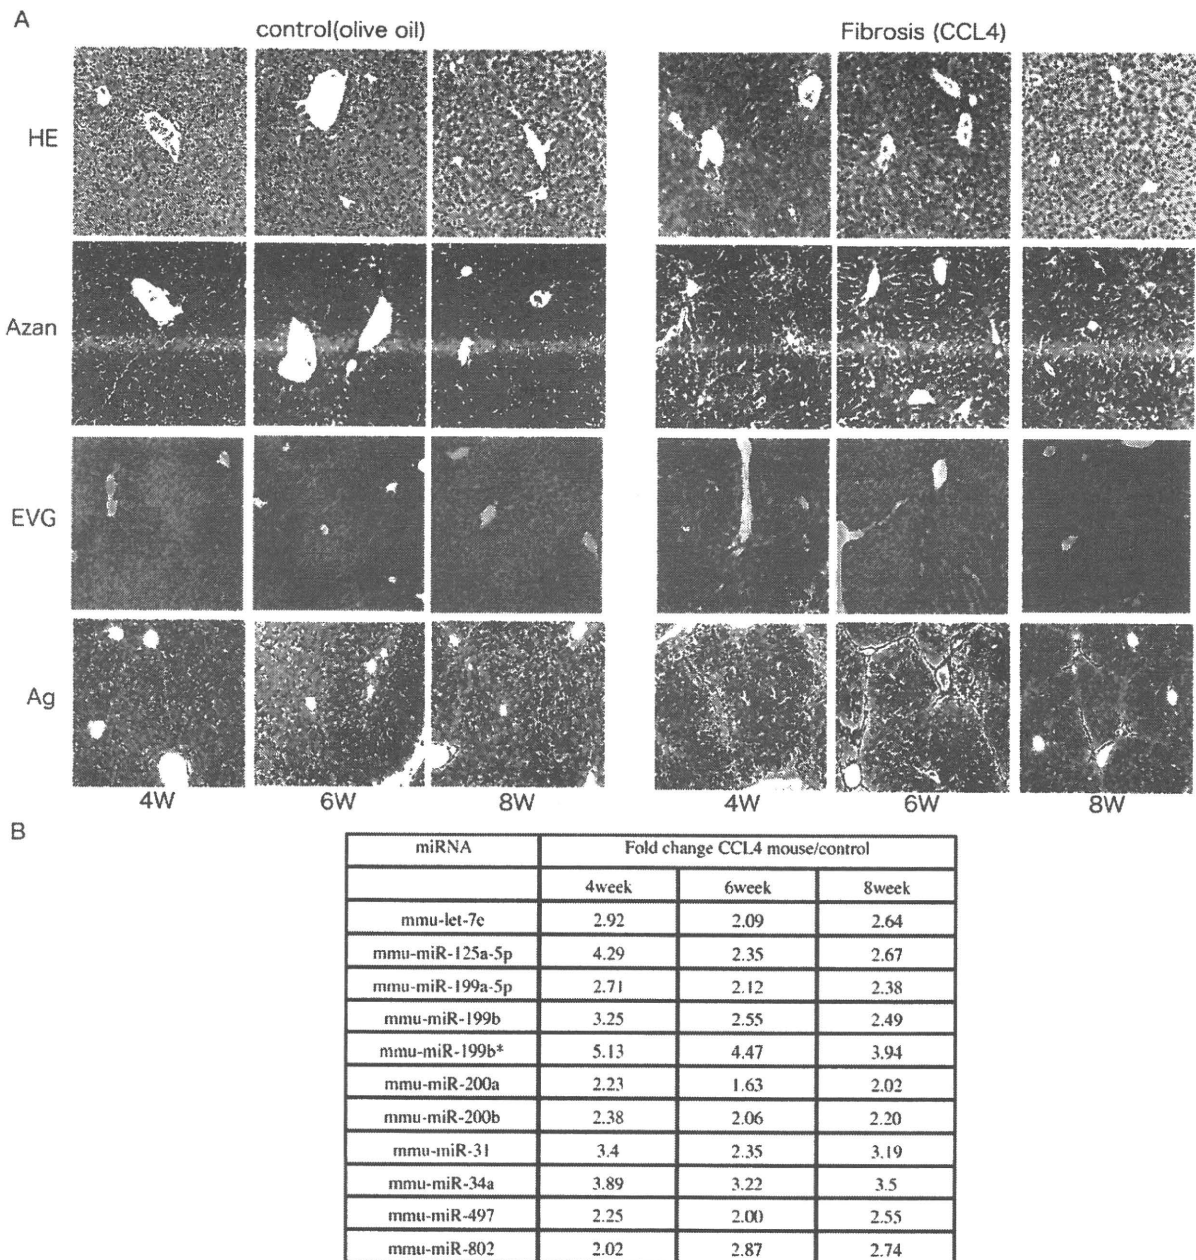 A
control(olive oil)
Fibrosis (CCL4)
HE
Azan
EVG
Ag
4W 6W 8W 4W 6W 8W
B
miRNA Fold change CCL4 mouse/control
4week 6week 8week
mmu-let-7e 2.92 2.09 2.64
mmu-miR-125a-5p 4.29 2.35 2.67
mmu-miR-199a-5p 2.71 2.12 2.38
mmu-miR-199b 3.25 2.55 2.49
mmu-miR-199b* 5.13 4.47 3.94
mmu-miR-200a 2.23 1.63 2.02
mmu-miR-200b 2.38 2.06 2.20
mmu-miR-31 3.4 2.35 3.19
mmu-miR-34a 3.89 3.22 3.5
mmu-miR-497 2.25 2.00 2.55
mmu-miR-802 2.02 2.87 2.74